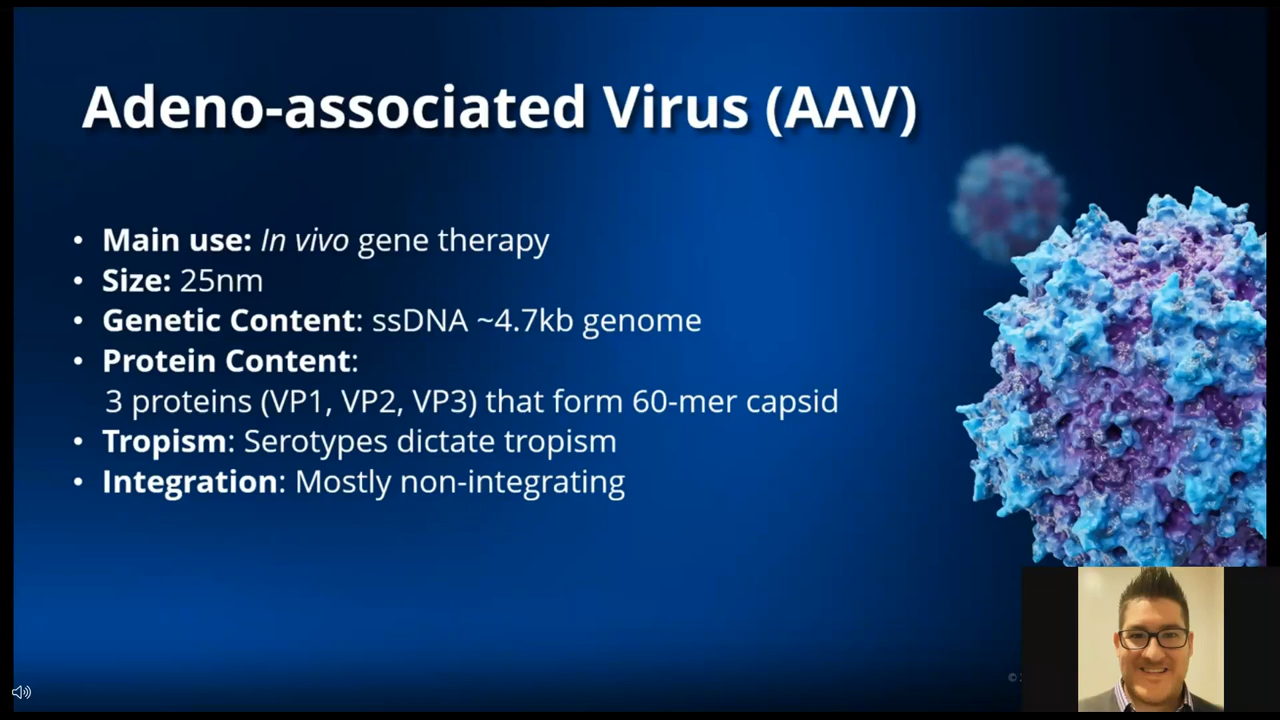 Adeno-associated Virus (AAV)
• Main use: In vivo gene therapy
• Size: 25nm
• Genetic Content: ssDNA ~4.7kb genome
• Protein Content:
3 proteins (VP1, VP2, VP3) that form 60-mer capsid
• Tropism: Serotypes dictate tropism
• Integration: Mostly non-integrating
©